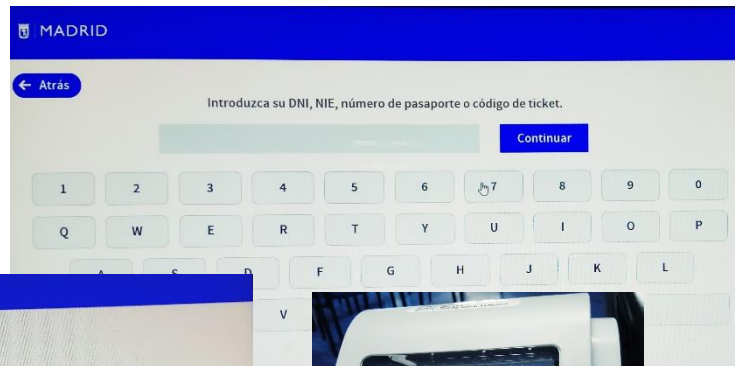 MADRID
← Atrás
Introduzca su DNI, NIE, número de pasaporte o código de ticket.
Continuar
1 2 3 4 5 6 7 8 9 0
Q W E R T Y U I O P
A S D F G H J K L
V